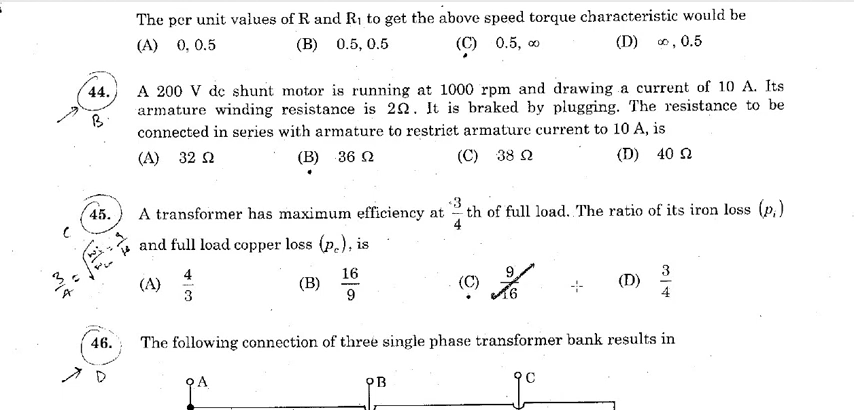 The per unit values of R and R₁ to get the above speed torque characteristic would be
(A) 0, 0.5 (B) 0.5, 0.5 (C) 0.5, ∞ (D) ∞, 0.5
44. A 200 V dc shunt motor is running at 1000 rpm and drawing a current of 10 A. Its
B. armature winding resistance is 2Ω. It is braked by plugging. The resistance to be
connected in series with armature to restrict armature current to 10 A, is
(A) 32 Ω (B) 36 Ω (C) 38 Ω (D) 40 Ω
45. A transformer has maximum efficiency at 3/4 th of full load. The ratio of its iron loss (pᵢ)
C and full load copper loss (p꜀), is
(A) 4/3 (B) 16/9 (C) 9/16 (D) 3/4
46. The following connection of three single phase transformer bank results in
D
A B C